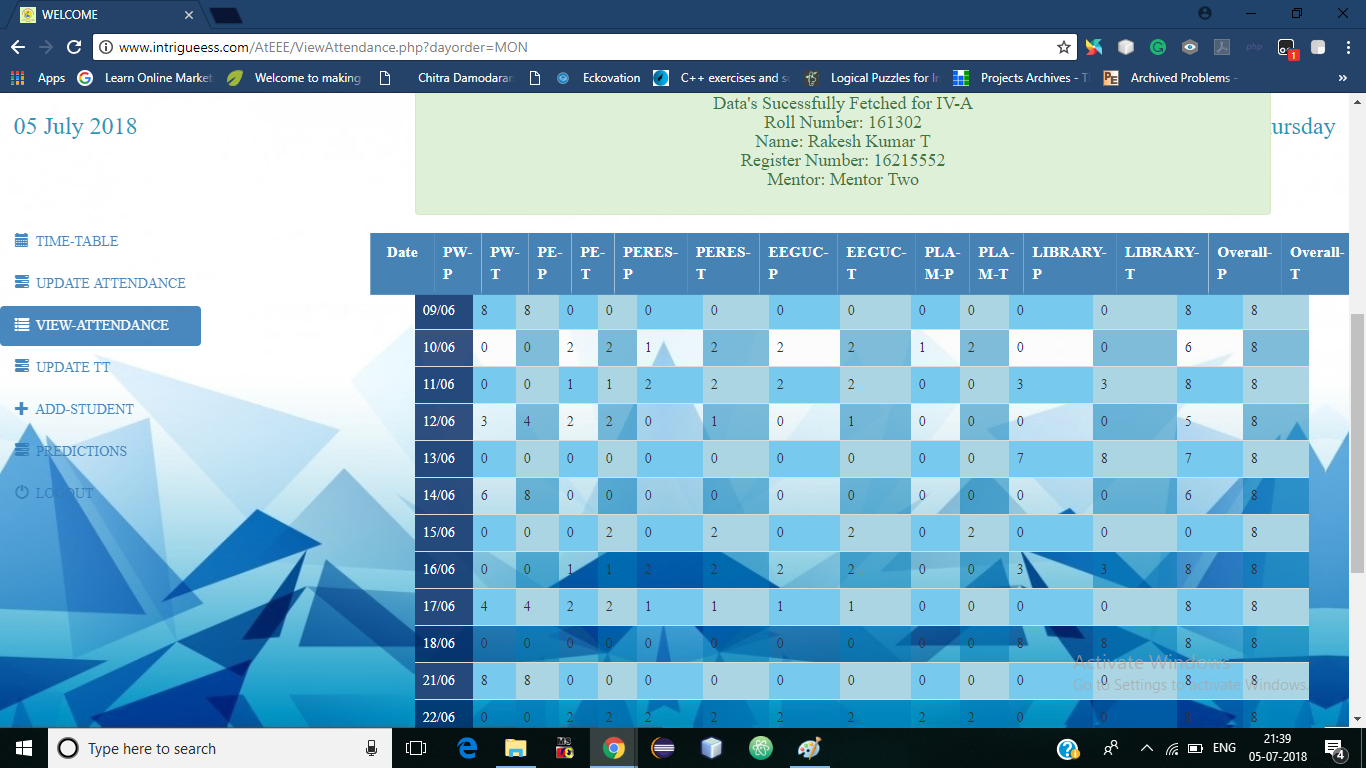 WELCOME
www.intrigueess.com/AtEEE/ViewAttendance.php?dayorder=MON
Apps Learn Online Market Welcome to making Chitra Damodaran Eckovation C++ exercises and s Logical Puzzles for In Projects Archives - T Archived Problems - »
05 July 2018
ursday
Data's Sucessfully Fetched for IV-A
Roll Number: 161302
Name: Rakesh Kumar T
Register Number: 16215552
Mentor: Mentor Two
TIME-TABLE
UPDATE ATTENDANCE
VIEW-ATTENDANCE
UPDATE TT
ADD-STUDENT
PREDICTIONS
LOGOUT
Date PW-P PW-T PE-P PE-T PERES-P PERES-T EEGUC-P EEGUC-T PLA-M-P PLA-M-T LIBRARY-P LIBRARY-T Overall-P Overall-T
09/06 8 8 0 0 0 0 0 0 0 0 0 0 8 8
10/06 0 0 2 2 1 2 2 2 1 2 0 0 6 8
11/06 0 0 1 1 2 2 2 2 0 0 3 3 8 8
12/06 3 4 2 2 0 1 0 1 0 0 0 0 5 8
13/06 0 0 0 0 0 0 0 0 0 0 7 8 7 8
14/06 6 8 0 0 0 0 0 0 0 0 0 0 6 8
15/06 0 0 0 2 0 2 0 2 0 2 0 0 0 8
16/06 0 0 1 1 2 2 2 2 0 0 3 3 8 8
17/06 4 4 2 2 1 1 1 1 0 0 0 0 8 8
18/06 0 0 0 0 0 0 0 0 0 0 8 8 8 8
21/06 8 8 0 0 0 0 0 0 0 0 0 0 8 8
22/06 0 0 2 2 2 2 2 2 2 2 0 0 8 8
Activate Windows
Go to Settings to activate Windows.
Type here to search
ENG
21:39
05-07-2018
4